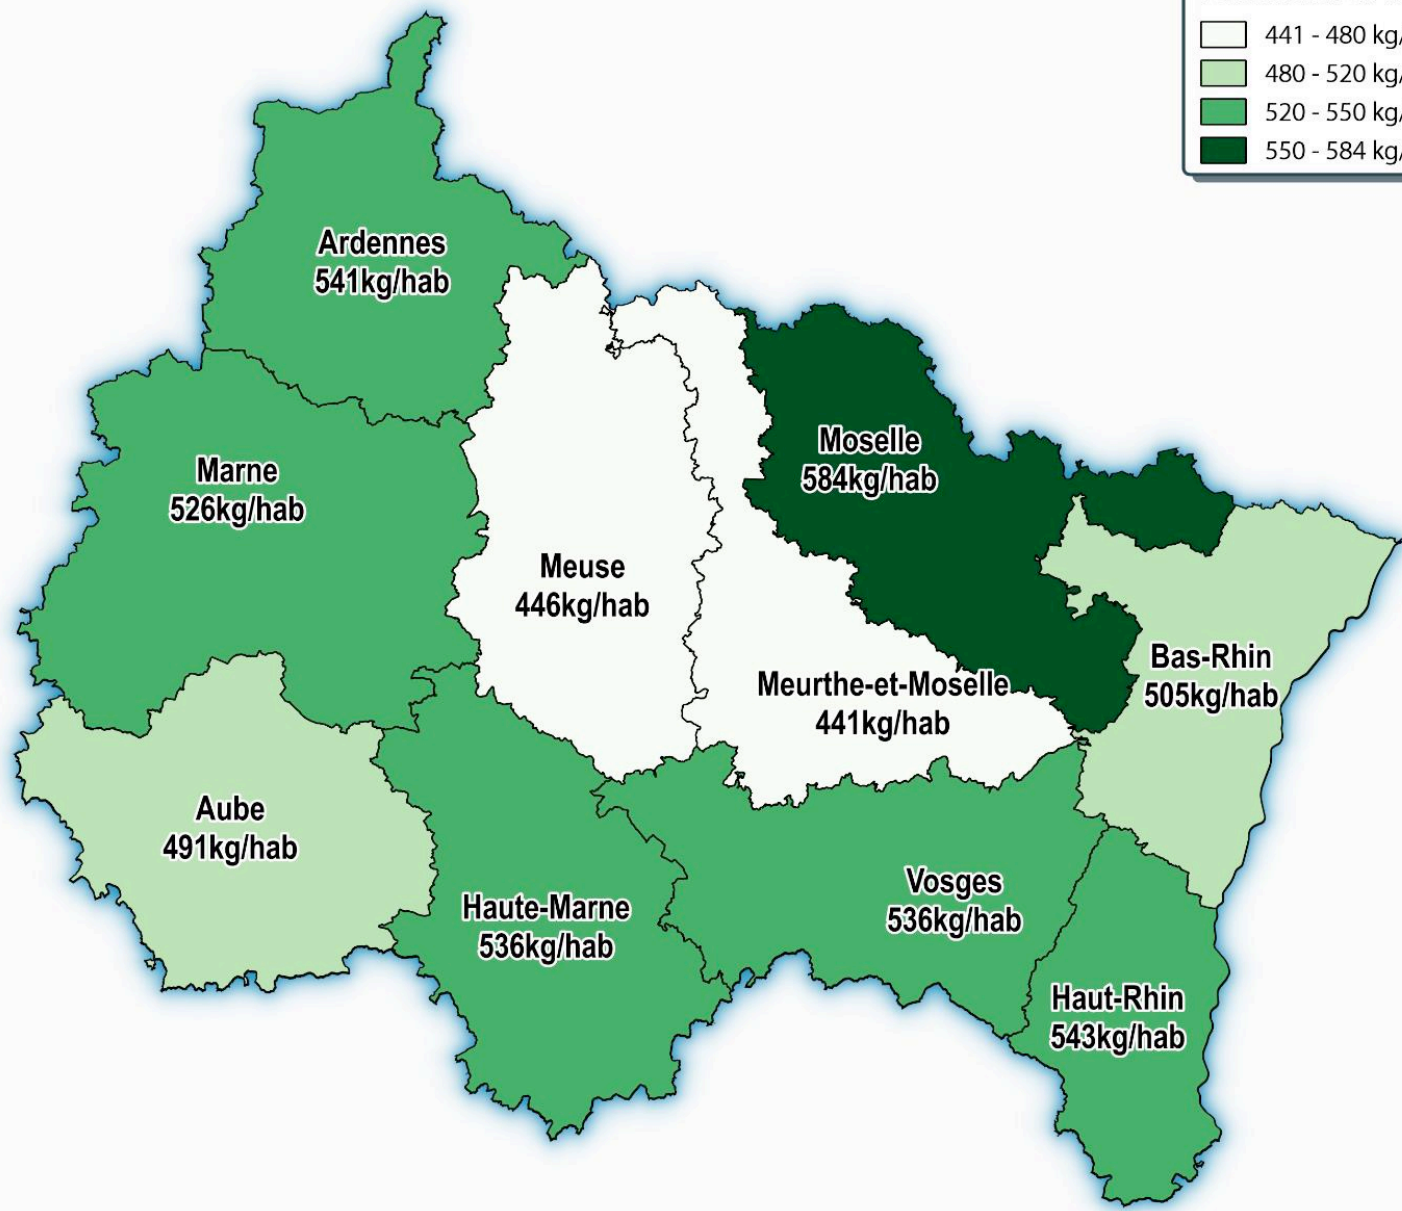 441 - 480 kg/
480 - 520 kg/
520 - 550 kg/
550 - 584 kg/
Ardennes
541kg/hab
Marne
526kg/hab
Moselle
584kg/hab
Meuse
446kg/hab
Bas-Rhin
505kg/hab
Meurthe-et-Moselle
441kg/hab
Aube
491kg/hab
Haute-Marne
536kg/hab
Vosges
536kg/hab
Haut-Rhin
543kg/hab